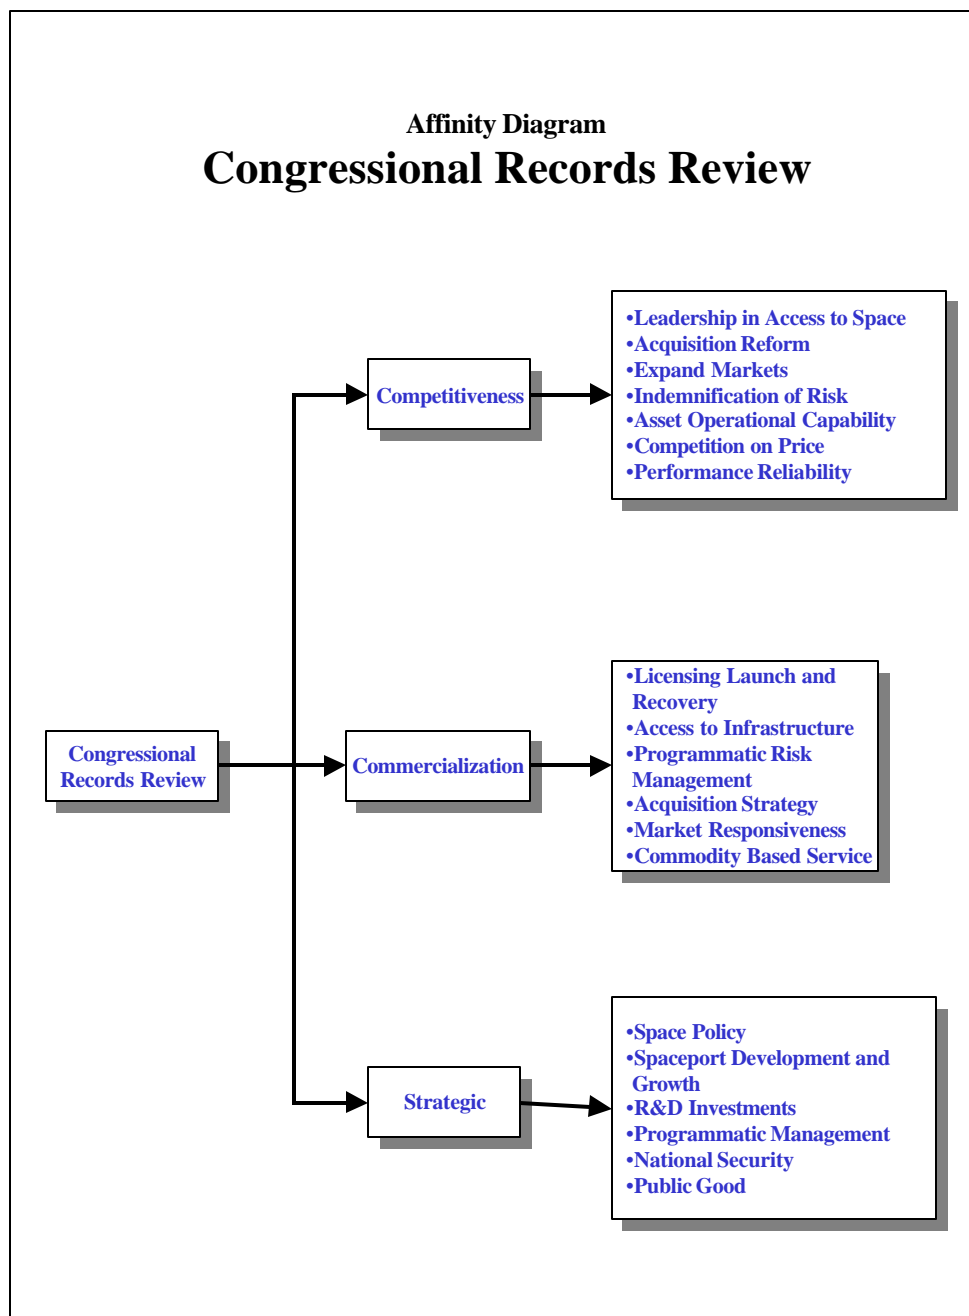 Affinity Diagram
Congressional Records Review
•Leadership in Access to Space
•Acquisition Reform
•Expand Markets
•Indemnification of Risk
•Asset Operational Capability
•Competition on Price
•Performance Reliability
Competitiveness
•Licensing Launch and
Recovery
•Access to Infrastructure
•Programmatic Risk
Management
•Acquisition Strategy
•Market Responsiveness
•Commodity Based Service
Congressional
Records Review
Commercialization
•Space Policy
•Spaceport Development and
Growth
•R&D Investments
•Programmatic Management
•National Security
•Public Good
Strategic